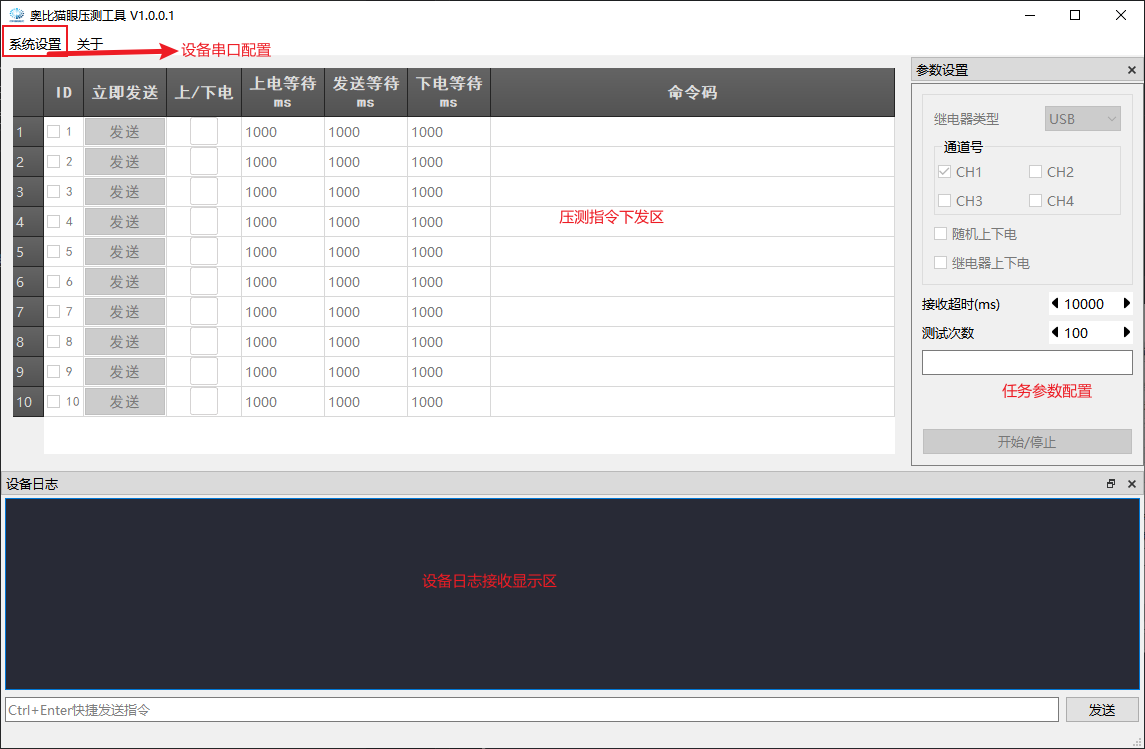 奥比猫眼压测工具 V1.0.0.1
系统设置 关于
设备串口配置
ID 立即发送 上/下电 上电等待ms 发送等待ms 下电等待ms 命令码
1 1 发送 1000 1000 1000
2 2 发送 1000 1000 1000
3 3 发送 1000 1000 1000
4 4 发送 1000 1000 1000
5 5 发送 1000 1000 1000
6 6 发送 1000 1000 1000
7 7 发送 1000 1000 1000
8 8 发送 1000 1000 1000
9 9 发送 1000 1000 1000
10 10 发送 1000 1000 1000
压测指令下发区
参数设置
继电器类型 USB
通道号
CH1 CH2
CH3 CH4
随机上下电
继电器上下电
接收超时(ms) 10000
测试次数 100
任务参数配置
开始/停止
设备日志
设备日志接收显示区
Ctrl+Enter快捷发送指令 发送